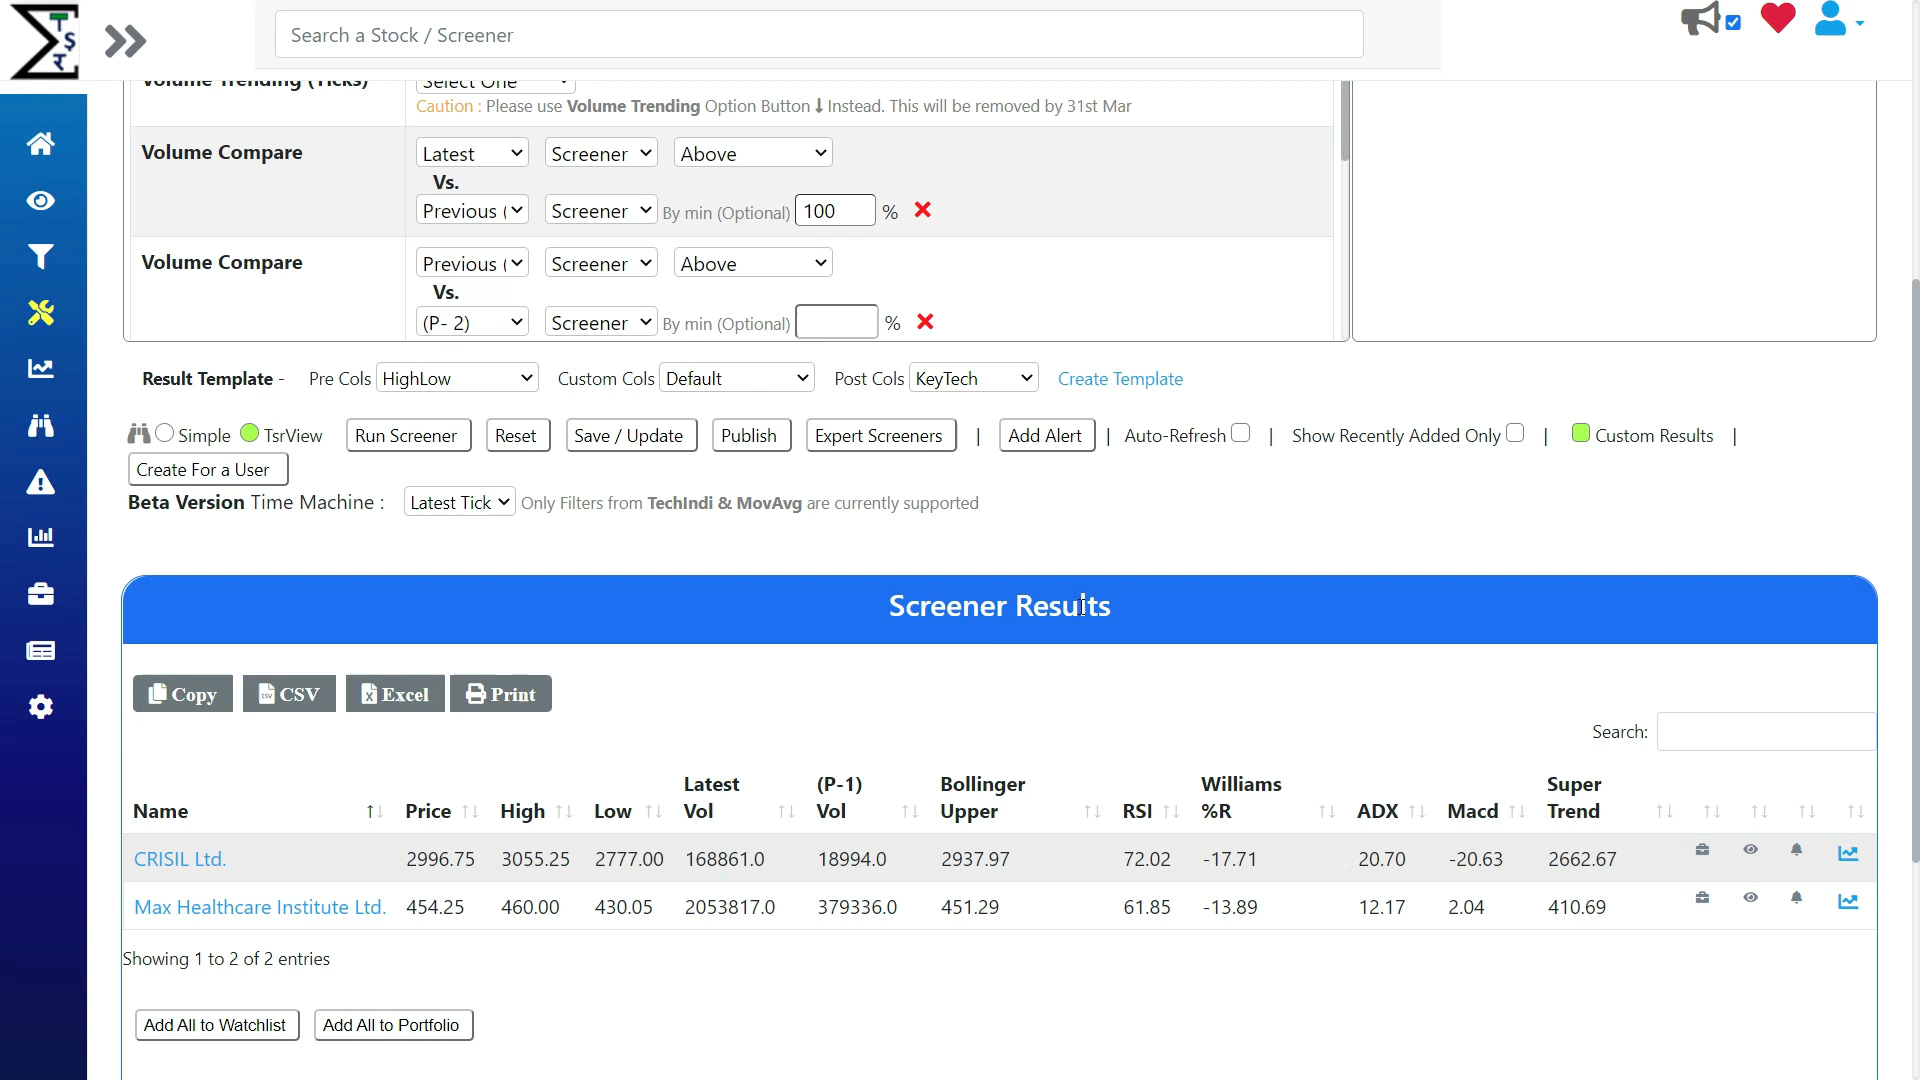 T
$
₹
Search a Stock / Screener
Volume Trending (Ticks) Select One
Caution : Please use Volume Trending Option Button Instead. This will be removed by 31st Mar
Volume Compare Latest Screener Above
Vs.
Previous ( Screener By min (Optional) 100 %
Volume Compare Previous ( Screener Above
Vs.
(P- 2) Screener By min (Optional) %
Result Template - Pre Cols HighLow Custom Cols Default Post Cols KeyTech Create Template
Simple TsrView Run Screener Reset Save / Update Publish Expert Screeners | Add Alert | Auto-Refresh | Show Recently Added Only | Custom Results |
Create For a User
Beta Version Time Machine : Latest Tick Only Filters from TechIndi & MovAvg are currently supported
Screener Results
Copy CSV Excel Print
Search:
Name Price High Low Latest Vol (P-1) Vol Bollinger Upper RSI Williams %R ADX Macd Super Trend
CRISIL Ltd. 2996.75 3055.25 2777.00 168861.0 18994.0 2937.97 72.02 -17.71 20.70 -20.63 2662.67
Max Healthcare Institute Ltd. 454.25 460.00 430.05 2053817.0 379336.0 451.29 61.85 -13.89 12.17 2.04 410.69
Showing 1 to 2 of 2 entries
Add All to Watchlist Add All to Portfolio